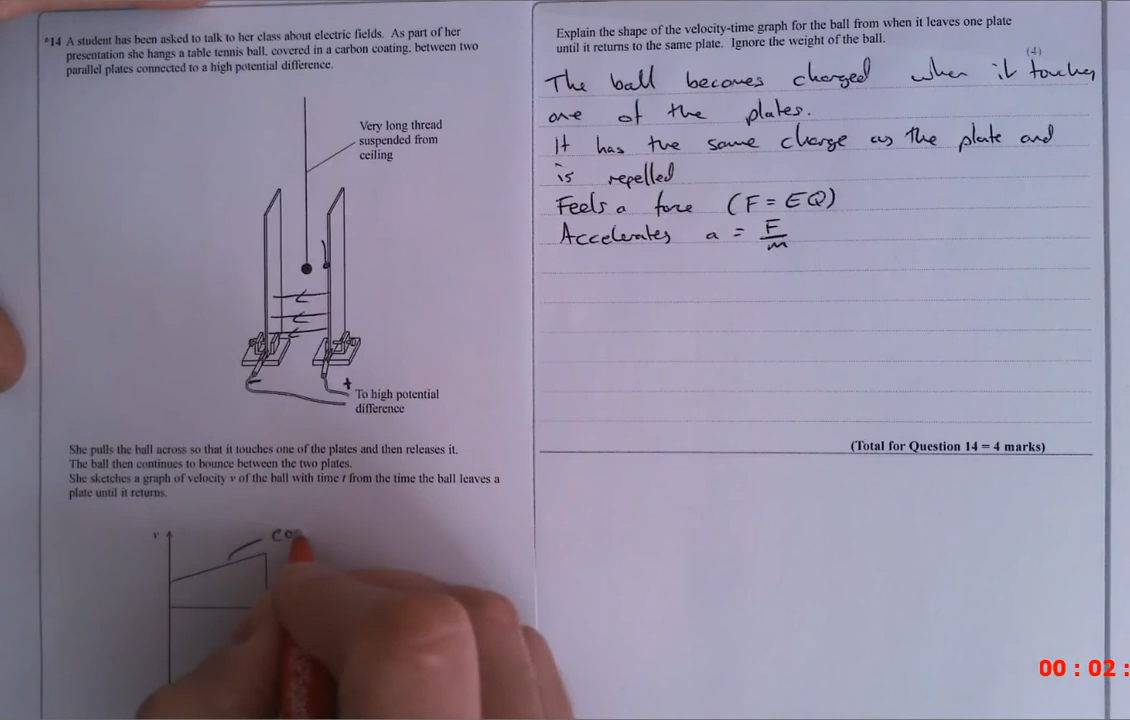 *14 A student has been asked to talk to her class about electric fields. As part of her
presentation she hangs a table tennis ball, covered in a carbon coating, between two
parallel plates connected to a high potential difference.
Very long thread
suspended from
ceiling
+
To high potential
difference
She pulls the ball across so that it touches one of the plates and then releases it.
The ball then continues to bounce between the two plates.
She sketches a graph of velocity v of the ball with time t from the time the ball leaves a
plate until it returns.
v
Explain the shape of the velocity-time graph for the ball from when it leaves one plate
until it returns to the same plate. Ignore the weight of the ball.
(4)
The ball becomes charged when it touches
one of the plates.
It has the same charge as the plate and
is repelled
Feels a force (F = EQ)
Accelerates a = F/m
(Total for Question 14 = 4 marks)
00 : 02 :